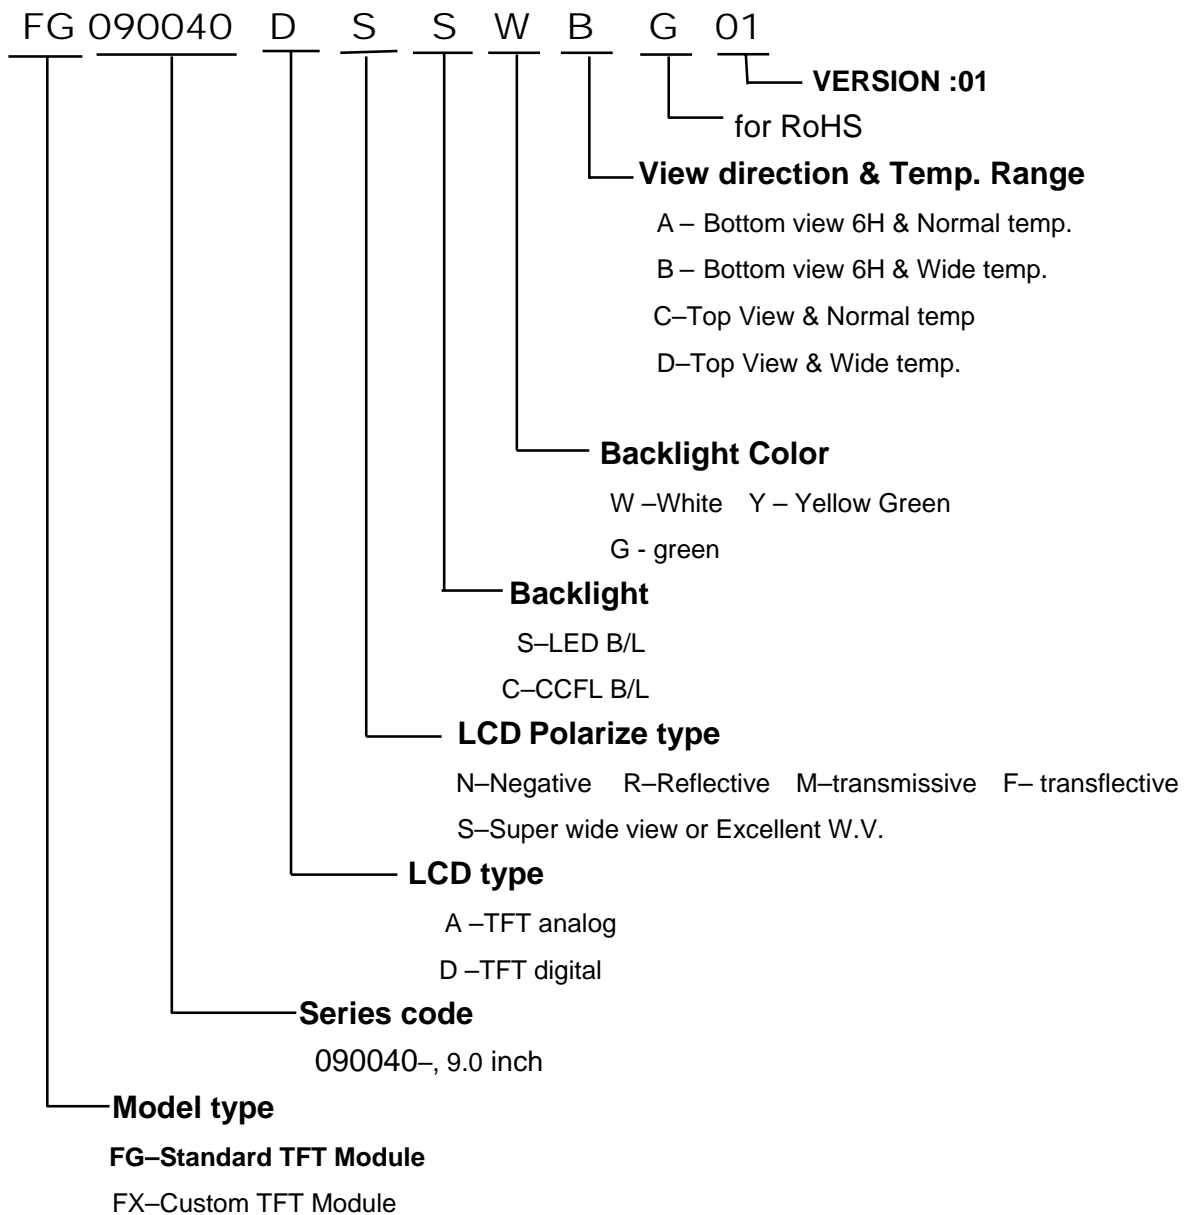 FG 090040 D S S W B G 01
VERSION :01
for RoHS
View direction & Temp. Range
A – Bottom view 6H & Normal temp.
B – Bottom view 6H & Wide temp.
C–Top View & Normal temp
D–Top View & Wide temp.
Backlight Color
W –White Y – Yellow Green
G - green
Backlight
S–LED B/L
C–CCFL B/L
LCD Polarize type
N–Negative R–Reflective M–transmissive F– transflective
S–Super wide view or Excellent W.V.
LCD type
A –TFT analog
D –TFT digital
Series code
090040–, 9.0 inch
Model type
FG–Standard TFT Module
FX–Custom TFT Module